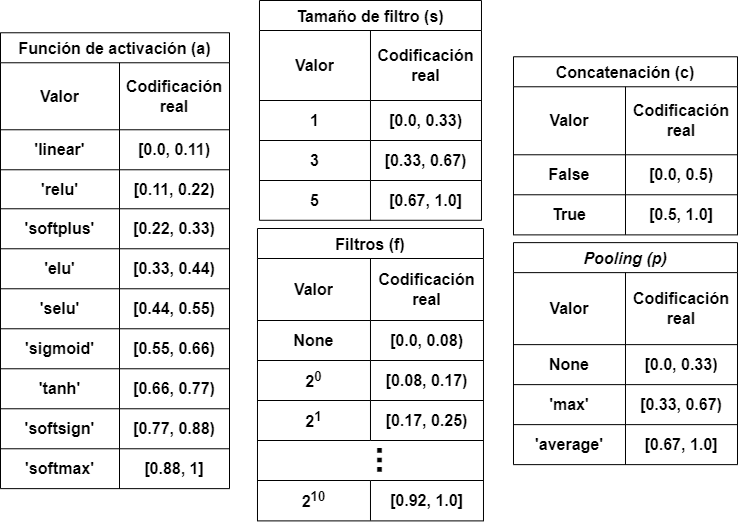 Función de activación (a)
Valor Codificación real
'linear' [0.0, 0.11)
'relu' [0.11, 0.22)
'softplus' [0.22, 0.33)
'elu' [0.33, 0.44)
'selu' [0.44, 0.55)
'sigmoid' [0.55, 0.66)
'tanh' [0.66, 0.77)
'softsign' [0.77, 0.88)
'softmax' [0.88, 1]
Tamaño de filtro (s)
Valor Codificación real
1 [0.0, 0.33)
3 [0.33, 0.67)
5 [0.67, 1.0]
Filtros (f)
Valor Codificación real
None [0.0, 0.08)
2⁰ [0.08, 0.17)
2¹ [0.17, 0.25)
⋮
2¹⁰ [0.92, 1.0]
Concatenación (c)
Valor Codificación real
False [0.0, 0.5)
True [0.5, 1.0]
Pooling (p)
Valor Codificación real
None [0.0, 0.33)
'max' [0.33, 0.67)
'average' [0.67, 1.0]